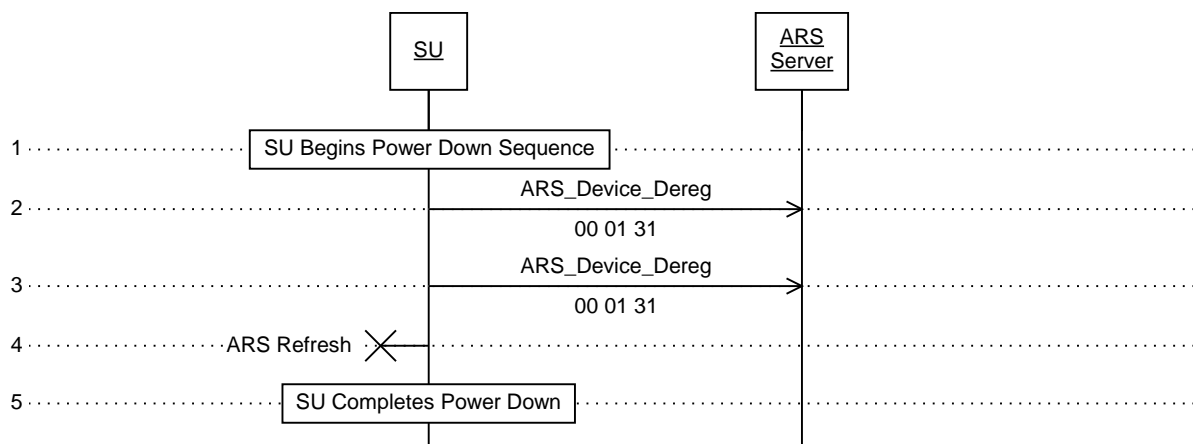 SU
ARS
Server
1
SU Begins Power Down Sequence
ARS_Device_Dereg
2
00 01 31
ARS_Device_Dereg
3
00 01 31
4
ARS Refresh
5
SU Completes Power Down